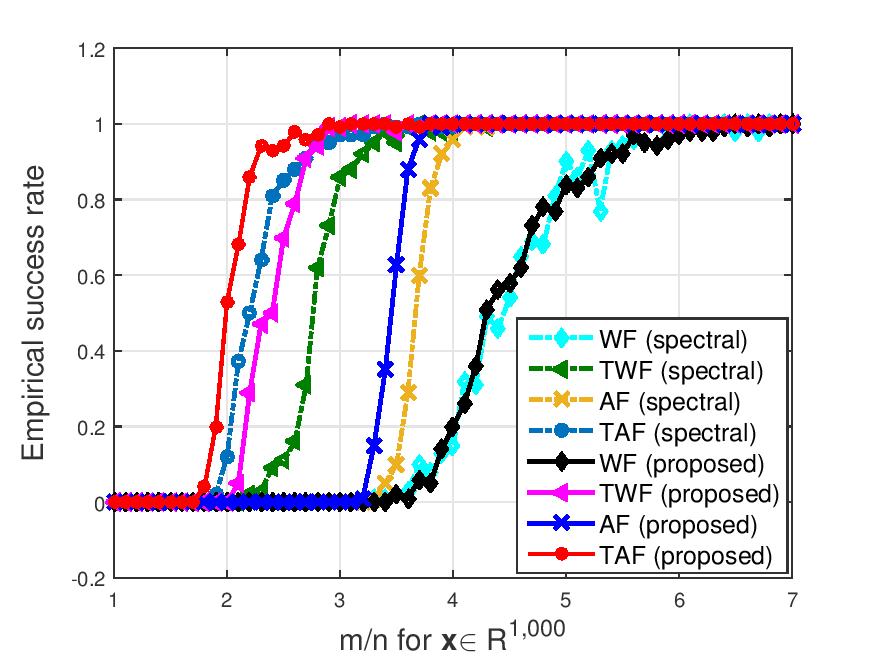 1.2
1
0.8
0.6
0.4
0.2
0
-0.2
Empirical success rate
WF (spectral)
TWF (spectral)
AF (spectral)
TAF (spectral)
WF (proposed)
TWF (proposed)
AF (proposed)
TAF (proposed)
1 2 3 4 5 6 7
m/n for x∈ R^1,000